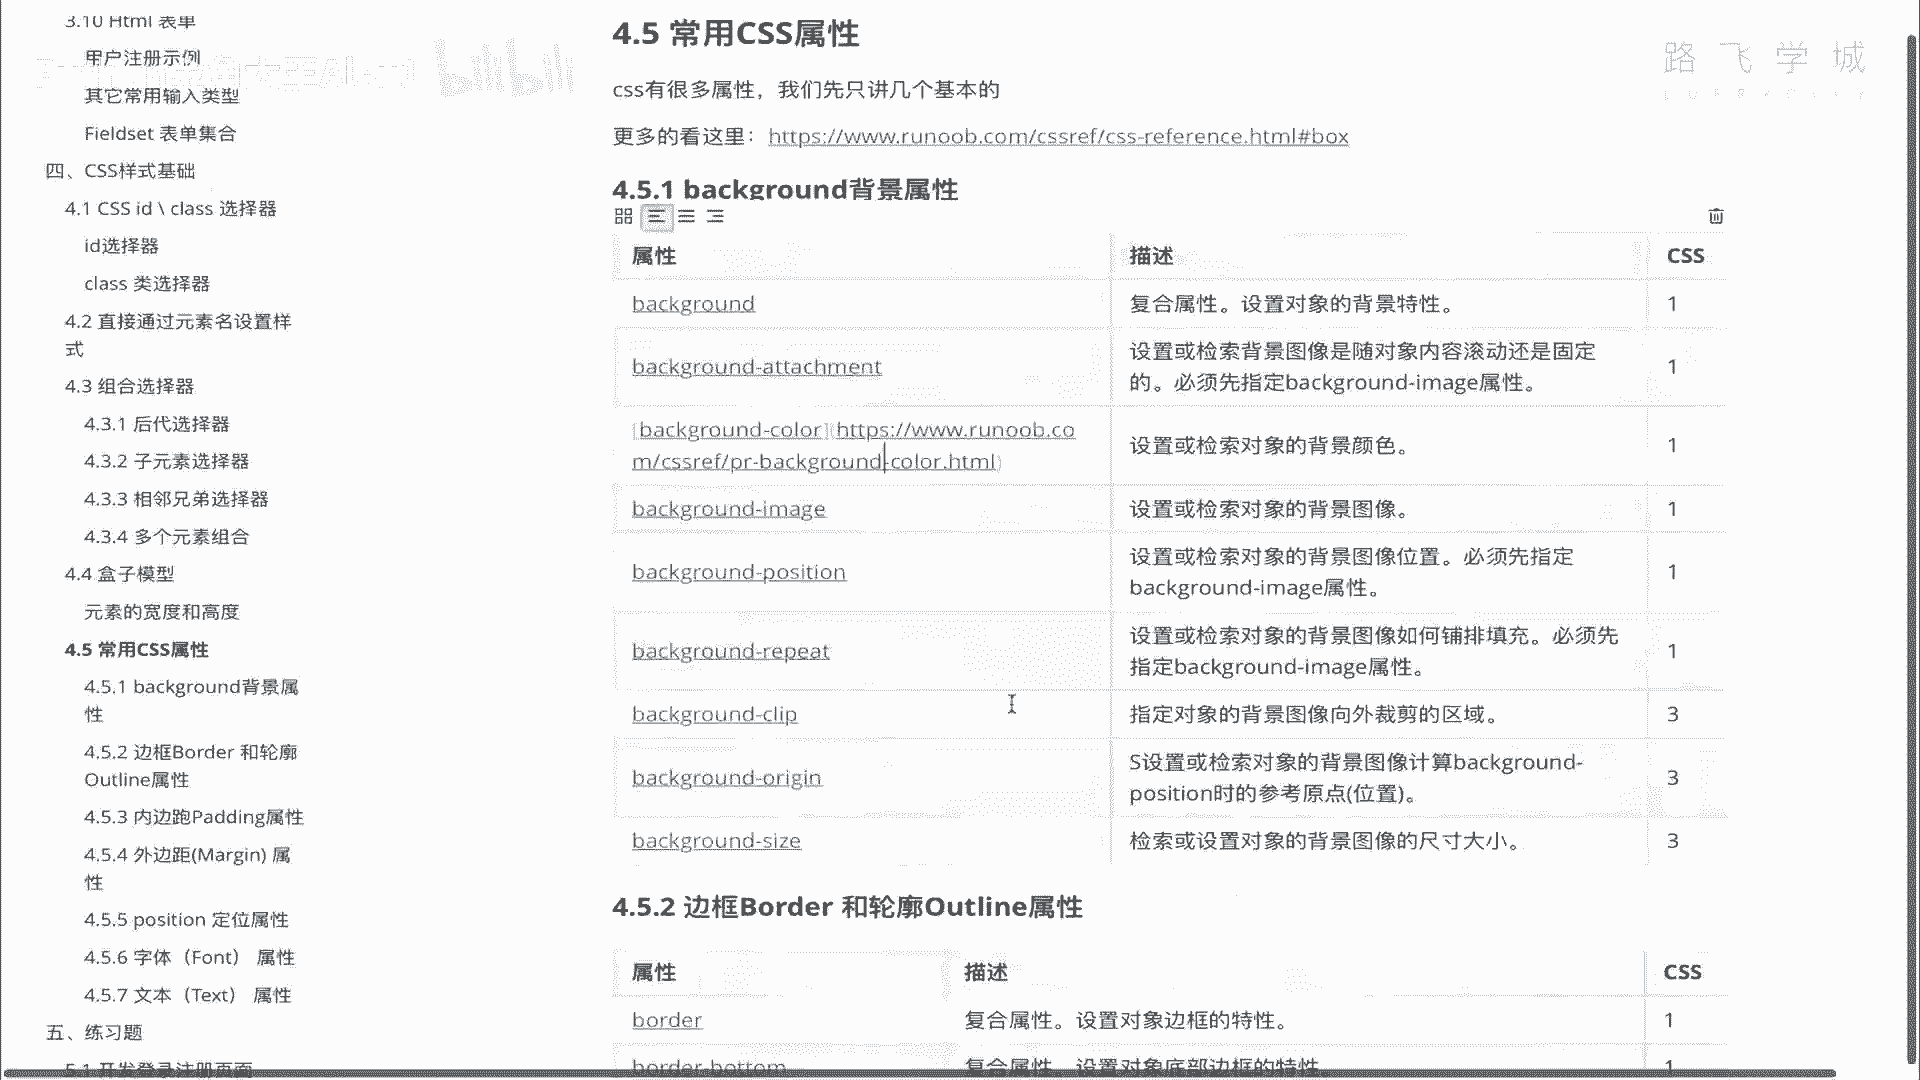 3.10 Html 表单
用户注册示例
其它常用输入类型
Fieldset 表单集合
四、CSS样式基础
4.1 CSS id \ class 选择器
id选择器
class 类选择器
4.2 直接通过元素名设置样
式
4.3 组合选择器
4.3.1 后代选择器
4.3.2 子元素选择器
4.3.3 相邻兄弟选择器
4.3.4 多个元素组合
4.4 盒子模型
元素的宽度和高度
4.5 常用CSS属性
4.5.1 background背景属
性
4.5.2 边框Border 和轮廓
Outline属性
4.5.3 内边跑Padding属性
4.5.4 外边距(Margin) 属
性
4.5.5 position 定位属性
4.5.6 字体（Font） 属性
4.5.7 文本（Text） 属性
五、练习题
5.1 开发登录注册页面
bilibili
路飞学城
4.5 常用CSS属性
css有很多属性，我们先只讲几个基本的
更多的看这里：https://www.runoob.com/cssref/css-reference.html#box
4.5.1 background背景属性
属性 描述 CSS
background 复合属性。设置对象的背景特性。 1
background-attachment 设置或检索背景图像是随对象内容滚动还是固定
的。必须先指定background-image属性。 1
[background-color](https://www.runoob.co
m/cssref/pr-background-color.html) 设置或检索对象的背景颜色。 1
background-image 设置或检索对象的背景图像。 1
background-position 设置或检索对象的背景图像位置。必须先指定
background-image属性。 1
background-repeat 设置或检索对象的背景图像如何铺排填充。必须先
指定background-image属性。 1
background-clip 指定对象的背景图像向外裁剪的区域。 3
background-origin S设置或检索对象的背景图像计算background-
position时的参考原点(位置)。 3
background-size 检索或设置对象的背景图像的尺寸大小。 3
4.5.2 边框Border 和轮廓Outline属性
属性 描述 CSS
border 复合属性。设置对象边框的特性。 1
border-bottom 复合属性。设置对象底部边框的特性。 1